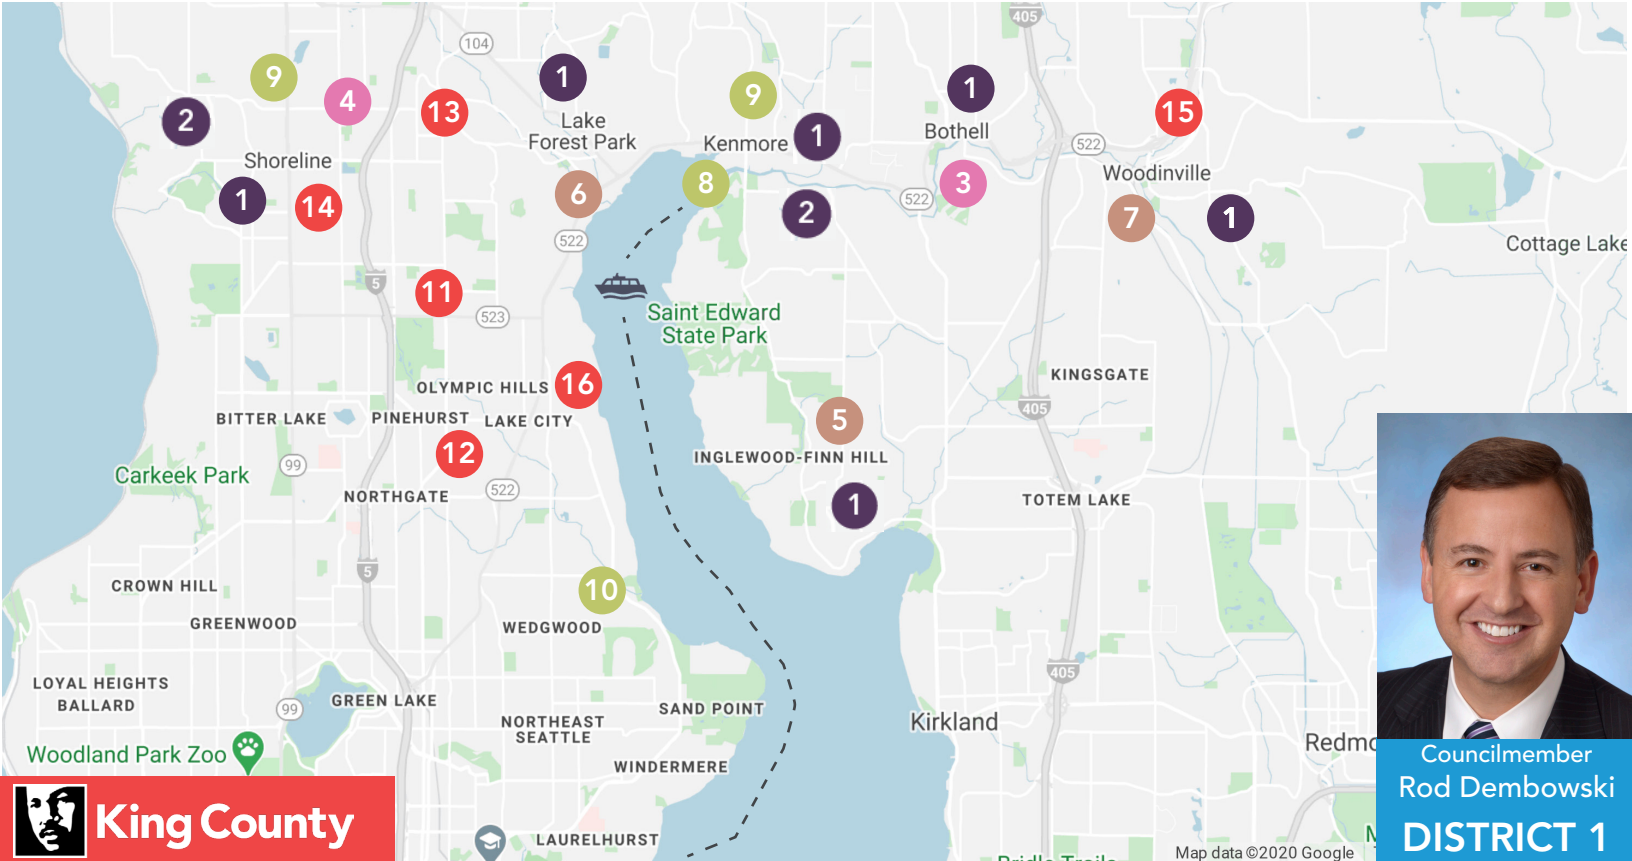 405
104
9
1
1
4
9
13
15
2
Lake
Forest Park
Kenmore
1
Bothell
522
Shoreline
Woodinville
6
8
3
1
14
522
2
7
1
522
Cottage Lake
5
11
523
Saint Edward
State Park
OLYMPIC HILLS
16
KINGSGATE
405
BITTER LAKE
PINEHURST
LAKE CITY
5
12
INGLEWOOD-FINN HILL
99
Carkeek Park
NORTHGATE
522
1
TOTEM LAKE
5
CROWN HILL
10
GREENWOOD
WEDGWOOD
405
LOYAL HEIGHTS
BALLARD
99
GREEN LAKE
SAND POINT
NORTHEAST
SEATTLE
Kirkland
Redmo
Woodland Park Zoo
WINDERMERE
Councilmember
Rod Dembowski
DISTRICT 1
King County
LAURELHURST
Bridle Trails
Map data ©2020 Google
M